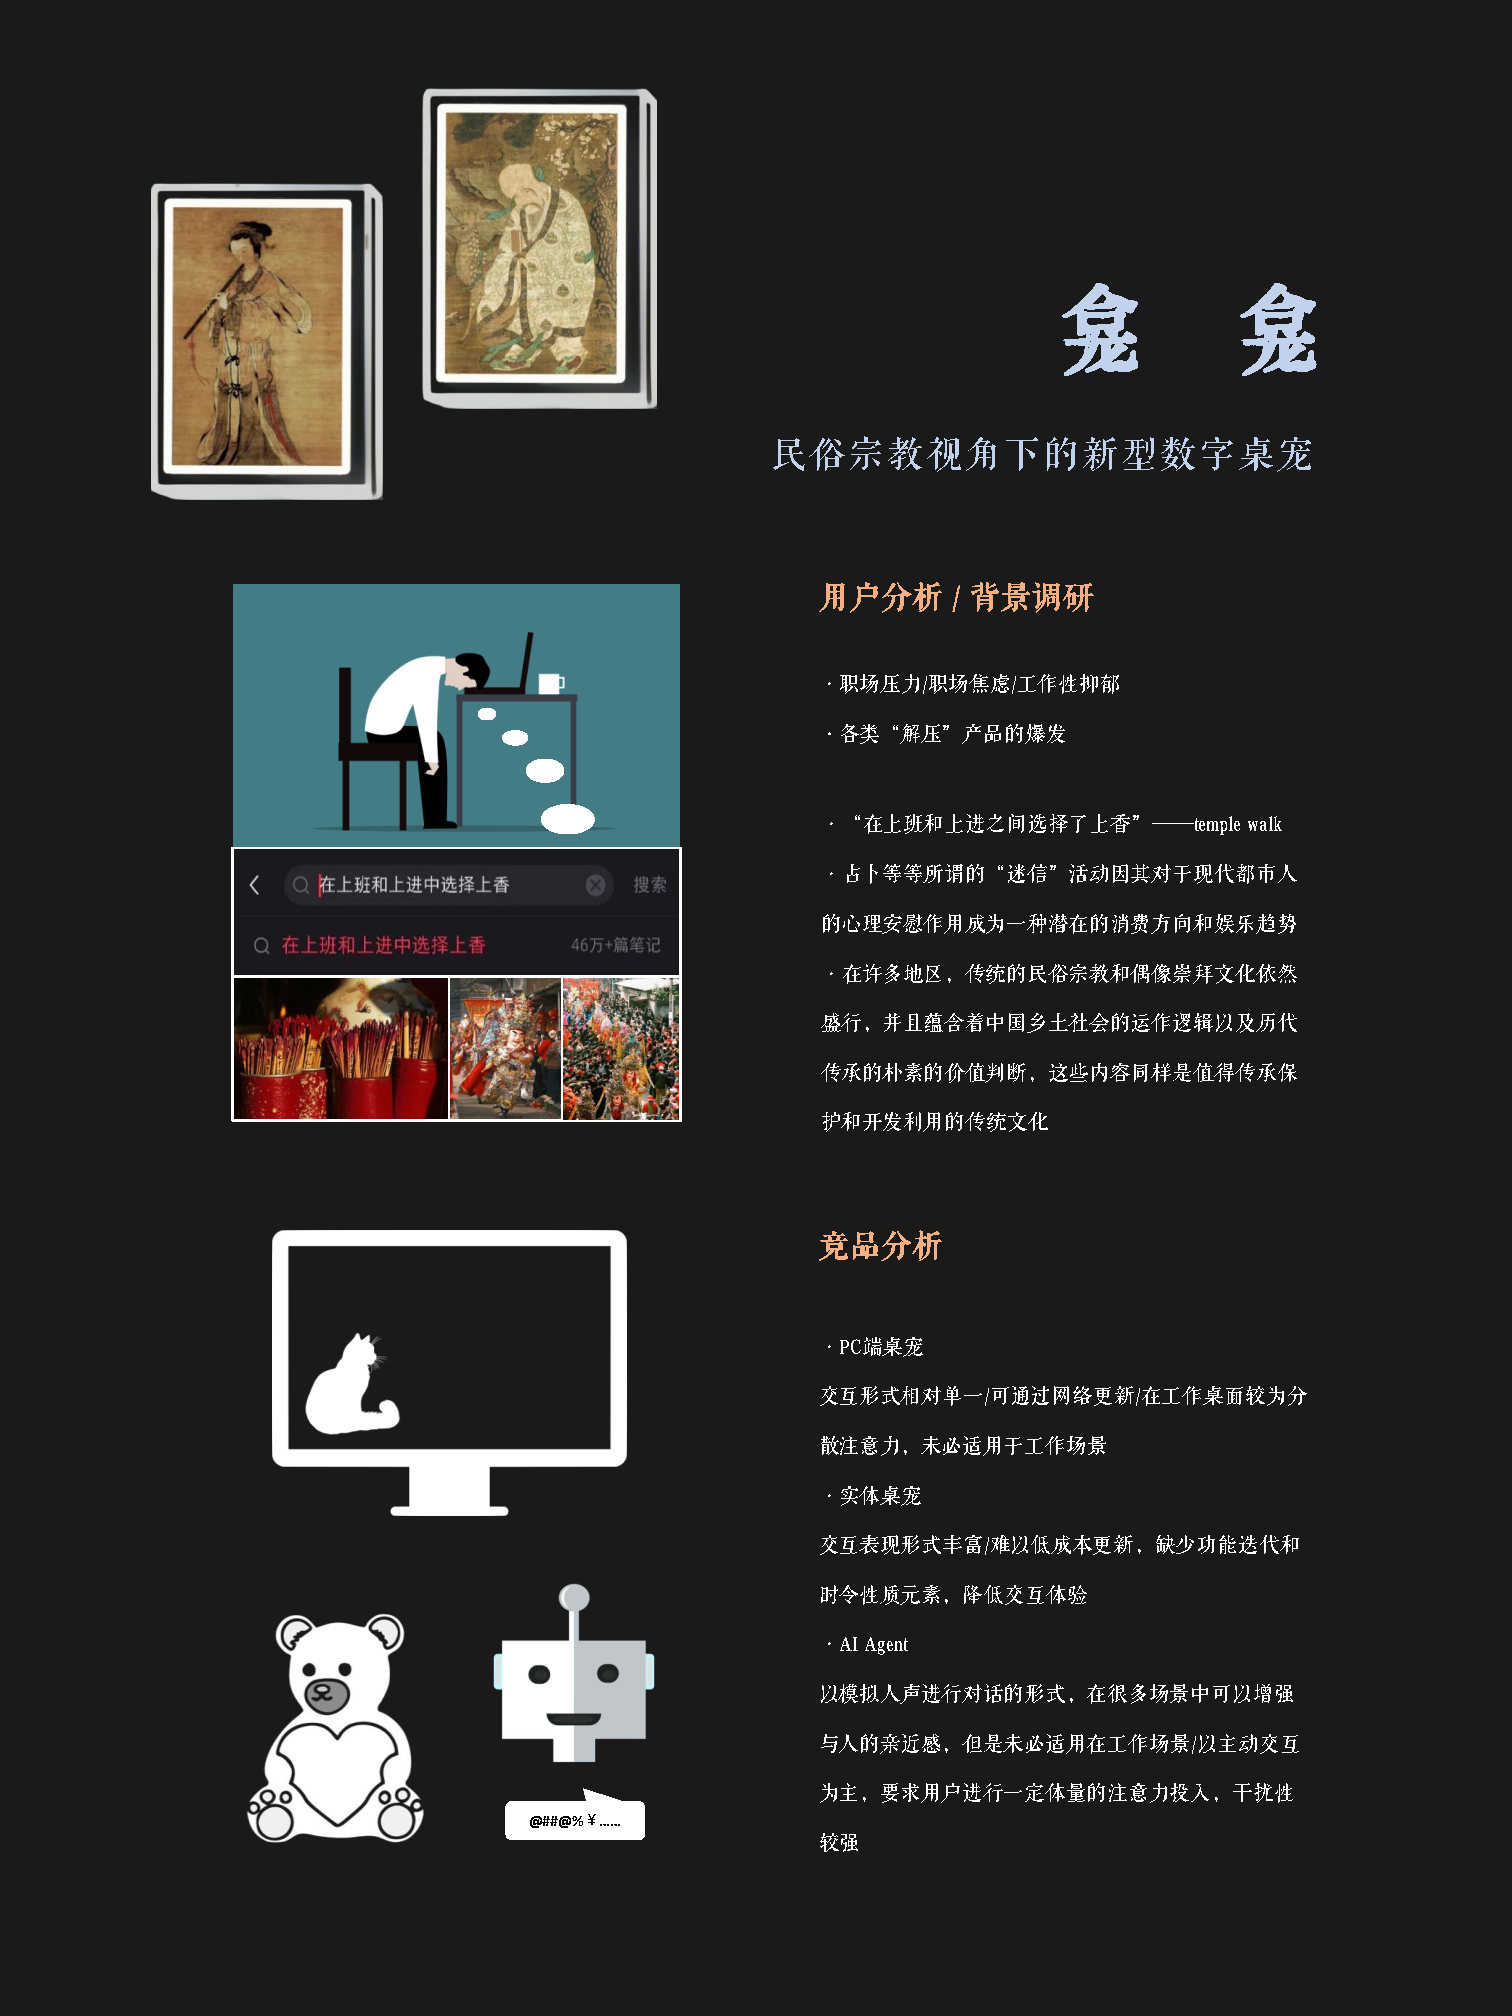 龛 龛
民俗宗教视角下的新型数字桌宠
用户分析 / 背景调研
· 职场压力/职场焦虑/工作性抑郁
· 各类“解压”产品的爆发
· “在上班和上进之间选择了上香”——temple walk
· 占卜等等所谓的“迷信”活动因其对于现代都市人
的心理安慰作用成为一种潜在的消费方向和娱乐趋势
· 在许多地区，传统的民俗宗教和偶像崇拜文化依然
盛行，并且蕴含着中国乡土社会的运作逻辑以及历代
传承的朴素的价值判断，这些内容同样是值得传承保
护和开发利用的传统文化
在上班和上进中选择上香 搜索
在上班和上进中选择上香 46万+篇笔记
竞品分析
· PC端桌宠
交互形式相对单一/可通过网络更新/在工作桌面较为分
散注意力，未必适用于工作场景
· 实体桌宠
交互表现形式丰富/难以低成本更新，缺少功能迭代和
时令性质元素，降低交互体验
· AI Agent
以模拟人声进行对话的形式，在很多场景中可以增强
与人的亲近感，但是未必适用在工作场景/以主动交互
为主，要求用户进行一定体量的注意力投入，干扰性
较强
@##@%￥......